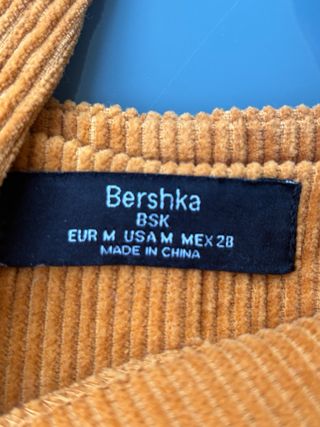 Bershka
BSK
EUR M USA M MEX 28
MADE IN CHINA